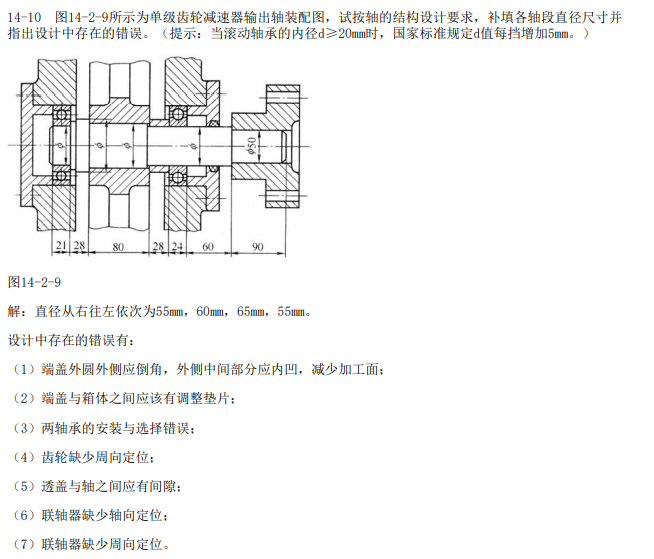 14-10 图14-2-9所示为单级齿轮减速器输出轴装配图，试按轴的结构设计要求，补填各轴段直径尺寸并
指出设计中存在的错误。（提示：当滚动轴承的内径d≥20mm时，国家标准规定d值每挡增加5mm。）
φ φ φ φ φ50
21 28 80 28 24 60 90
图14-2-9
解：直径从右往左依次为55mm，60mm，65mm，55mm。
设计中存在的错误有：
（1）端盖外圆外侧应倒角，外侧中间部分应内凹，减少加工面；
（2）端盖与箱体之间应该有调整垫片；
（3）两轴承的安装与选择错误；
（4）齿轮缺少周向定位；
（5）透盖与轴之间应有间隙；
（6）联轴器缺少轴向定位；
（7）联轴器缺少周向定位。